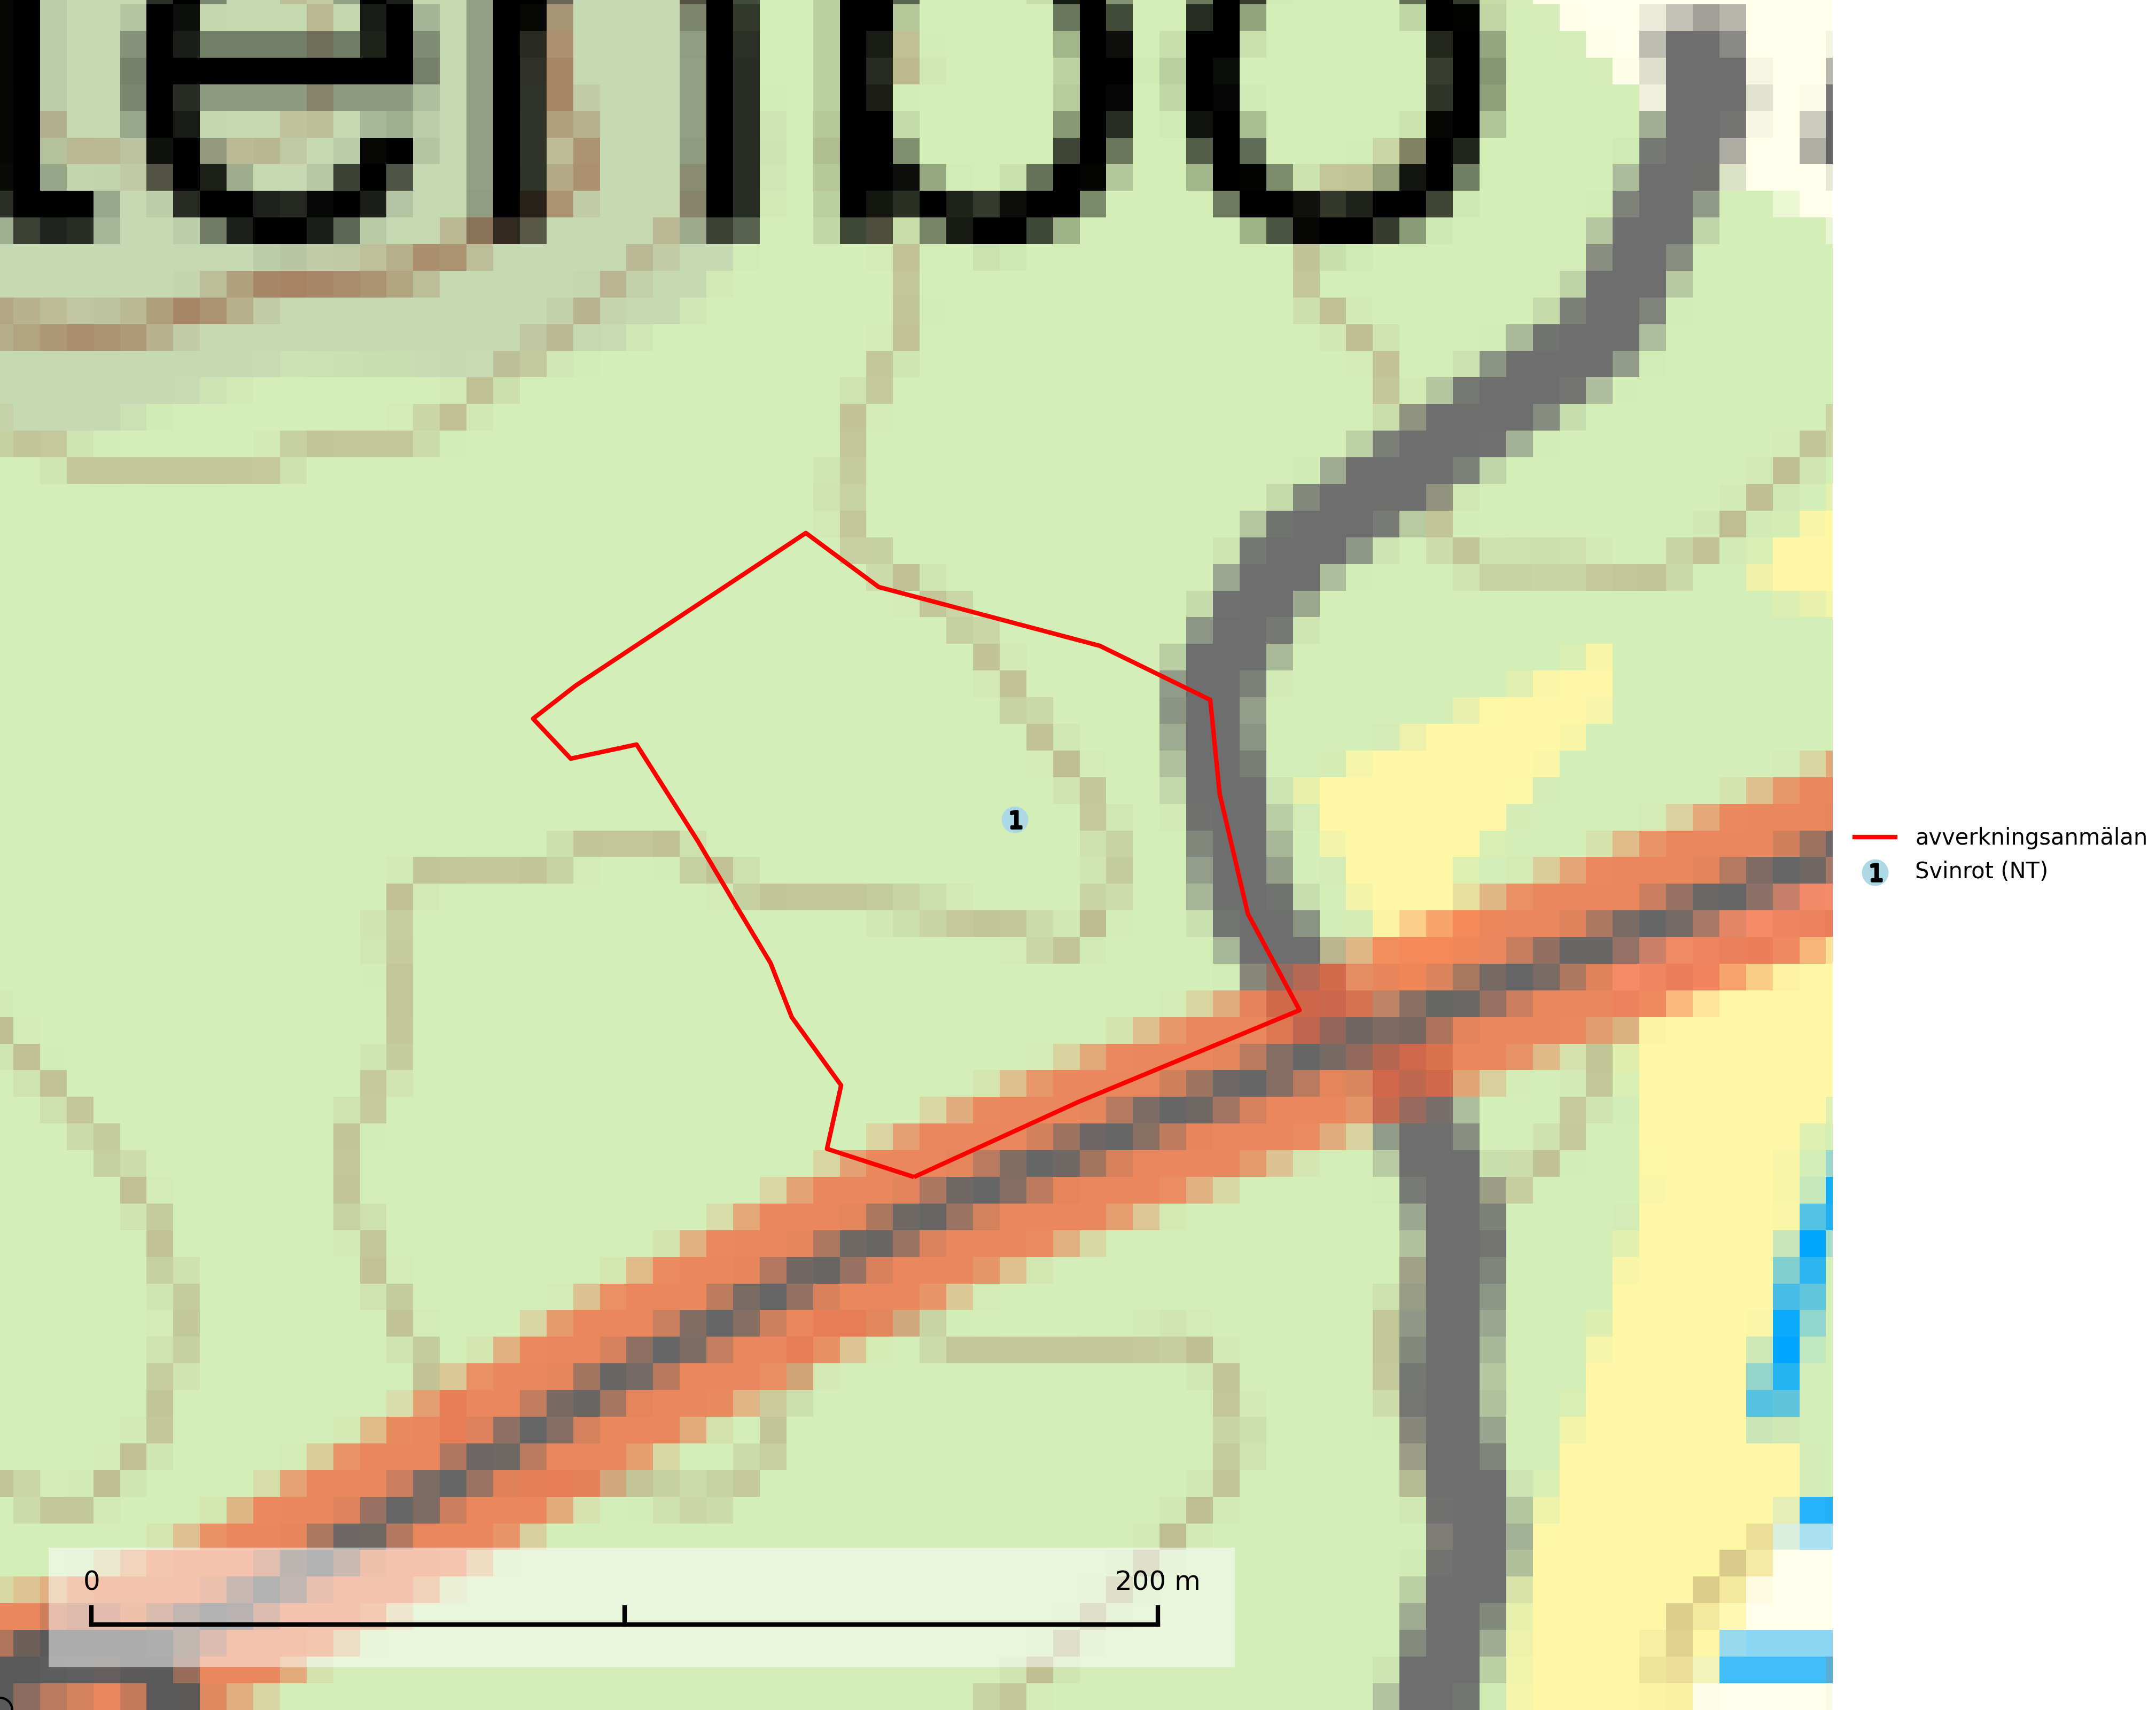 1
avverkningsanmälan
1 Svinrot (NT)
0 200 m